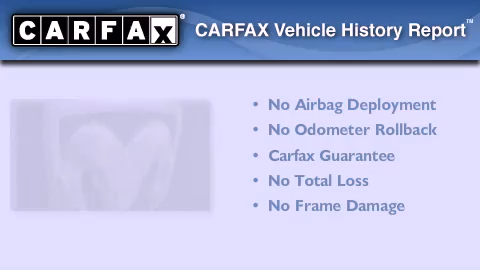 CARFAX® CARFAX Vehicle History Report™
• No Airbag Deployment
• No Odometer Rollback
• Carfax Guarantee
• No Total Loss
• No Frame Damage